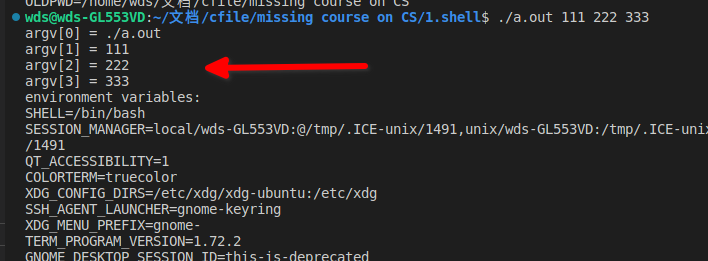 OLDPWD=/home/wds/文档/cfile/missing course on CS
wds@wds-GL553VD:~/文档/cfile/missing course on CS/1.shell$ ./a.out 111 222 333
argv[0] = ./a.out
argv[1] = 111
argv[2] = 222
argv[3] = 333
environment variables:
SHELL=/bin/bash
SESSION_MANAGER=local/wds-GL553VD:@/tmp/.ICE-unix/1491,unix/wds-GL553VD:/tmp/.ICE-unix
/1491
QT_ACCESSIBILITY=1
COLORTERM=truecolor
XDG_CONFIG_DIRS=/etc/xdg/xdg-ubuntu:/etc/xdg
SSH_AGENT_LAUNCHER=gnome-keyring
XDG_MENU_PREFIX=gnome-
TERM_PROGRAM_VERSION=1.72.2
GNOME_DESKTOP_SESSION_ID=this-is-deprecated